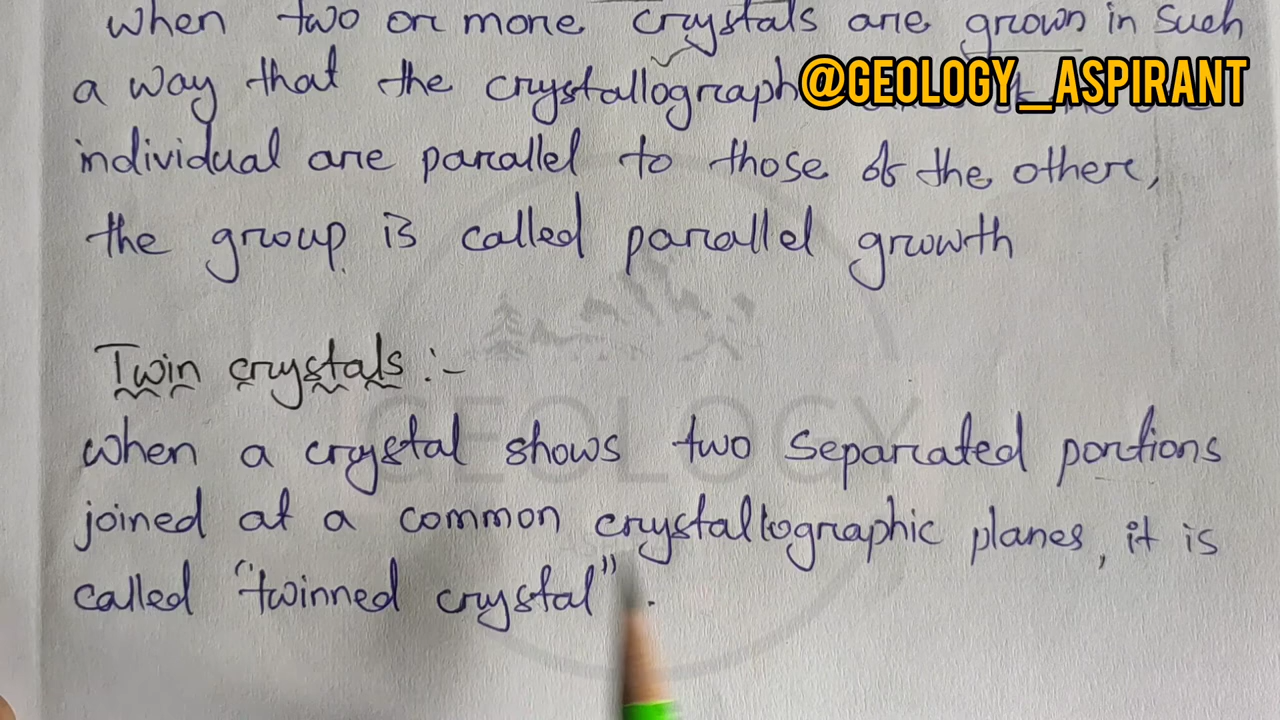 when two or more crystals are grown in such
@GEOLOGY_ASPIRANT
a way that the crystallograph
individual are parallel to those of the other,
the group is called parallel growth
Twin crystals :-
GEOLOGY
when a crystal shows two separated portions
joined at a common crystallographic planes, it is
called "twinned crystal".